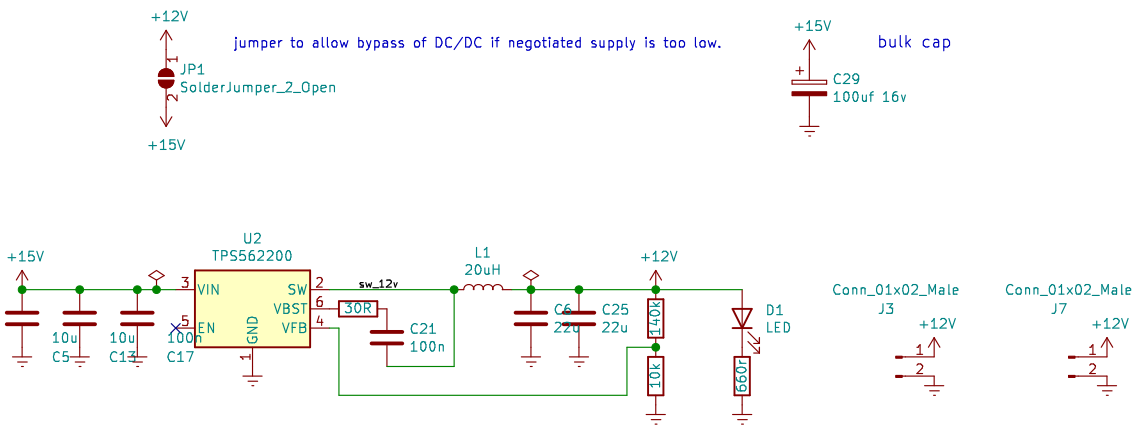 +12V
jumper to allow bypass of DC/DC if negotiated supply is too low.
+15V
bulk cap
1
JP1
SolderJumper_2_Open
2
+
C29
100uf 16v
+15V
U2
TPS562200
+15V
L1
20uH
+12V
3
VIN
SW
2
sw_12v
Conn_01x02_Male
J3
Conn_01x02_Male
J7
VBST
6
30R
C6
22u
C25
22u
140k
D1
LED
5
EN
VFB
4
GND
1
10u
C5
10u
C13
100n
C17
C21
100n
10k
660r
+12V
1
2
+12V
1
2